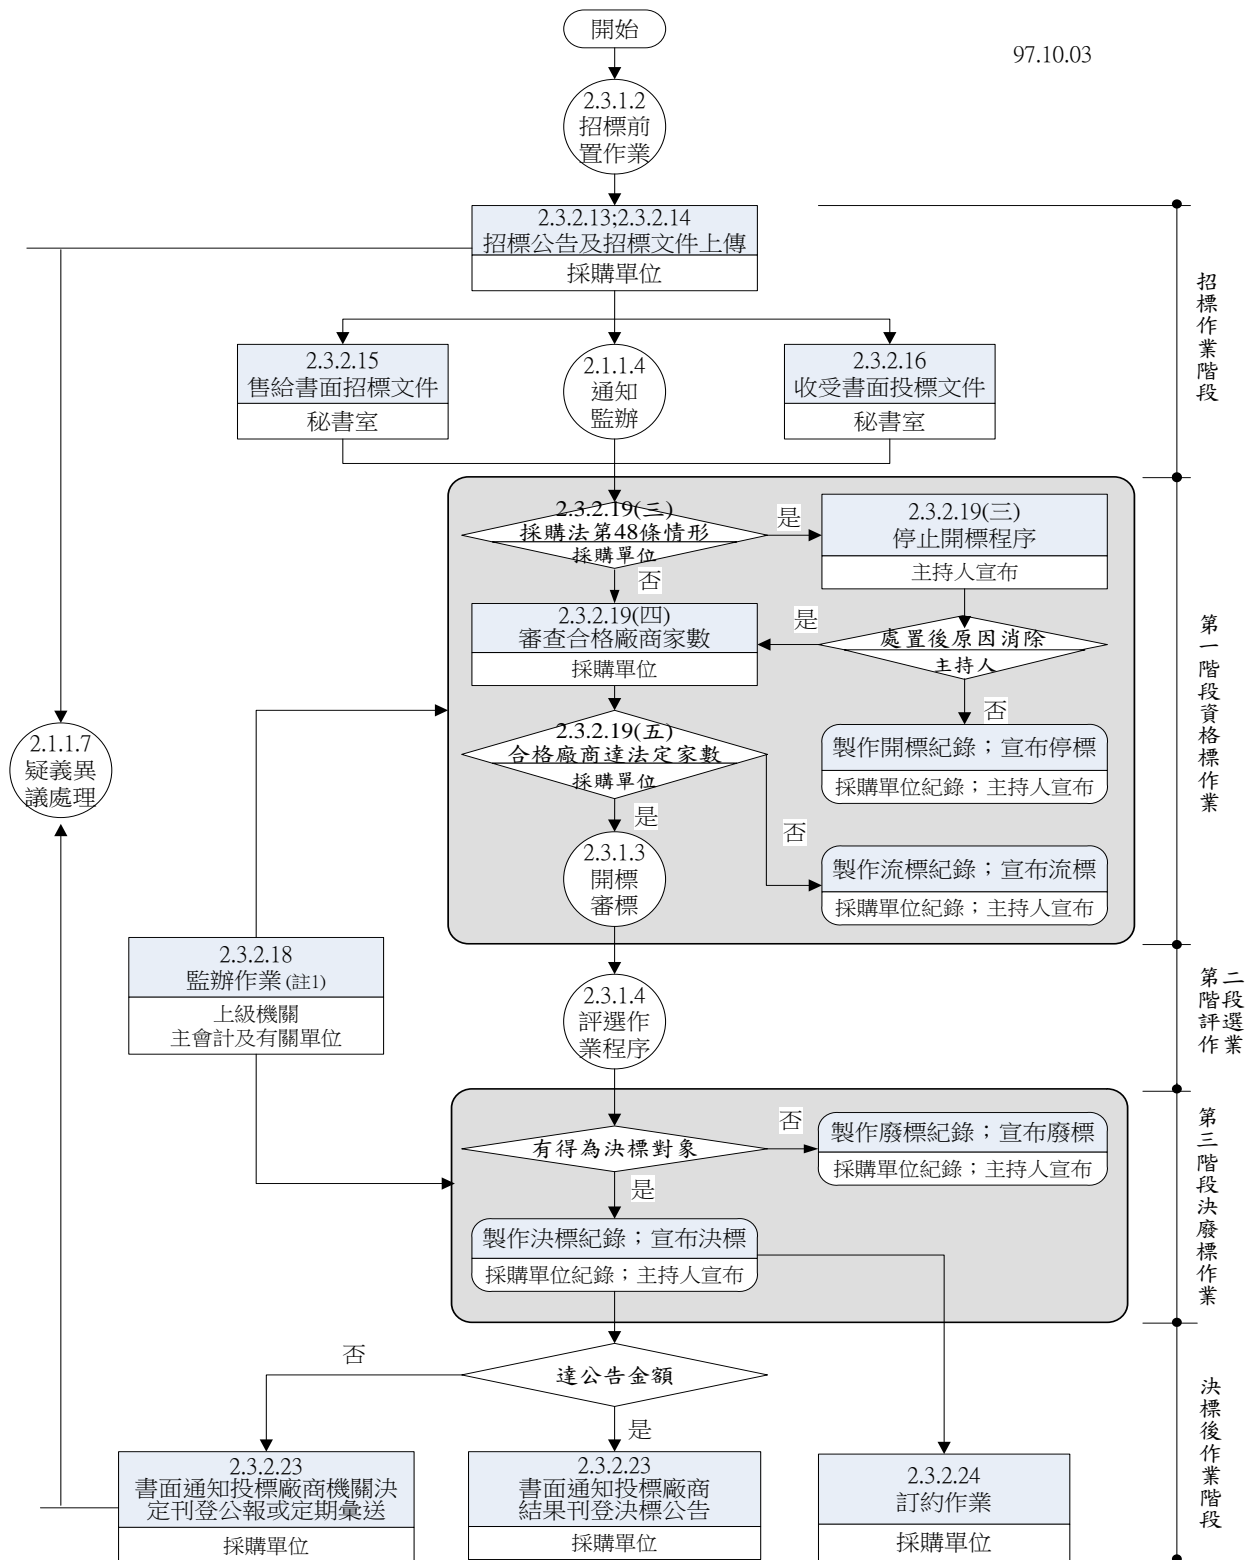 開始
97.10.03
2.3.1.2
招標前
置作業
2.3.2.13;2.3.2.14
招標公告及招標文件上傳
採購單位
招標作業階段
2.3.2.15
售給書面招標文件
秘書室
2.1.1.4
通知
監辦
2.3.2.16
收受書面投標文件
秘書室
2.3.2.19(三)
採購法第48條情形
採購單位
是
否
2.3.2.19(三)
停止開標程序
主持人宣布
2.3.2.19(四)
審查合格廠商家數
採購單位
是
處置後原因消除
主持人
否
第一階段資格標作業
2.3.2.19(五)
合格廠商達法定家數
採購單位
是
否
製作開標紀錄；宣布停標
採購單位紀錄；主持人宣布
2.1.1.7
疑義異
議處理
2.3.1.3
開標
審標
製作流標紀錄；宣布流標
採購單位紀錄；主持人宣布
2.3.2.18
監辦作業(註1)
上級機關
主會計及有關單位
2.3.1.4
評選作
業程序
第二
階段
評選
作業
有得為決標對象
否
是
製作廢標紀錄；宣布廢標
採購單位紀錄；主持人宣布
第三階段決廢標作業
製作決標紀錄；宣布決標
採購單位紀錄；主持人宣布
達公告金額
否
是
決標後作業階段
2.3.2.23
書面通知投標廠商機關決
定刊登公報或定期彙送
採購單位
2.3.2.23
書面通知投標廠商
結果刊登決標公告
採購單位
2.3.2.24
訂約作業
採購單位